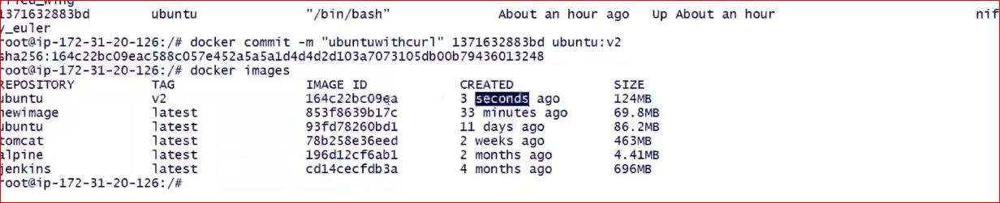 1371632883bd ubuntu "/bin/bash" About an hour ago Up About an hour nif
y_euler
root@ip-172-31-20-126:/# docker commit -m "ubuntuwithcurl" 1371632883bd ubuntu:v2
sha256:164c22bc09eac588c057e452a5a5a1d4d4d2d103a7073105db00b79436013248
root@ip-172-31-20-126:/# docker images
REPOSITORY TAG IMAGE ID CREATED SIZE
ubuntu v2 164c22bc09ea 3 seconds ago 124MB
newimage latest 853f8639b17c 33 minutes ago 69.8MB
ubuntu latest 93fd78260bd1 11 days ago 86.2MB
tomcat latest 78b258e36eed 2 weeks ago 463MB
alpine latest 196d12cf6ab1 2 months ago 4.41MB
jenkins latest cd14cecfdb3a 4 months ago 696MB
root@ip-172-31-20-126:/#